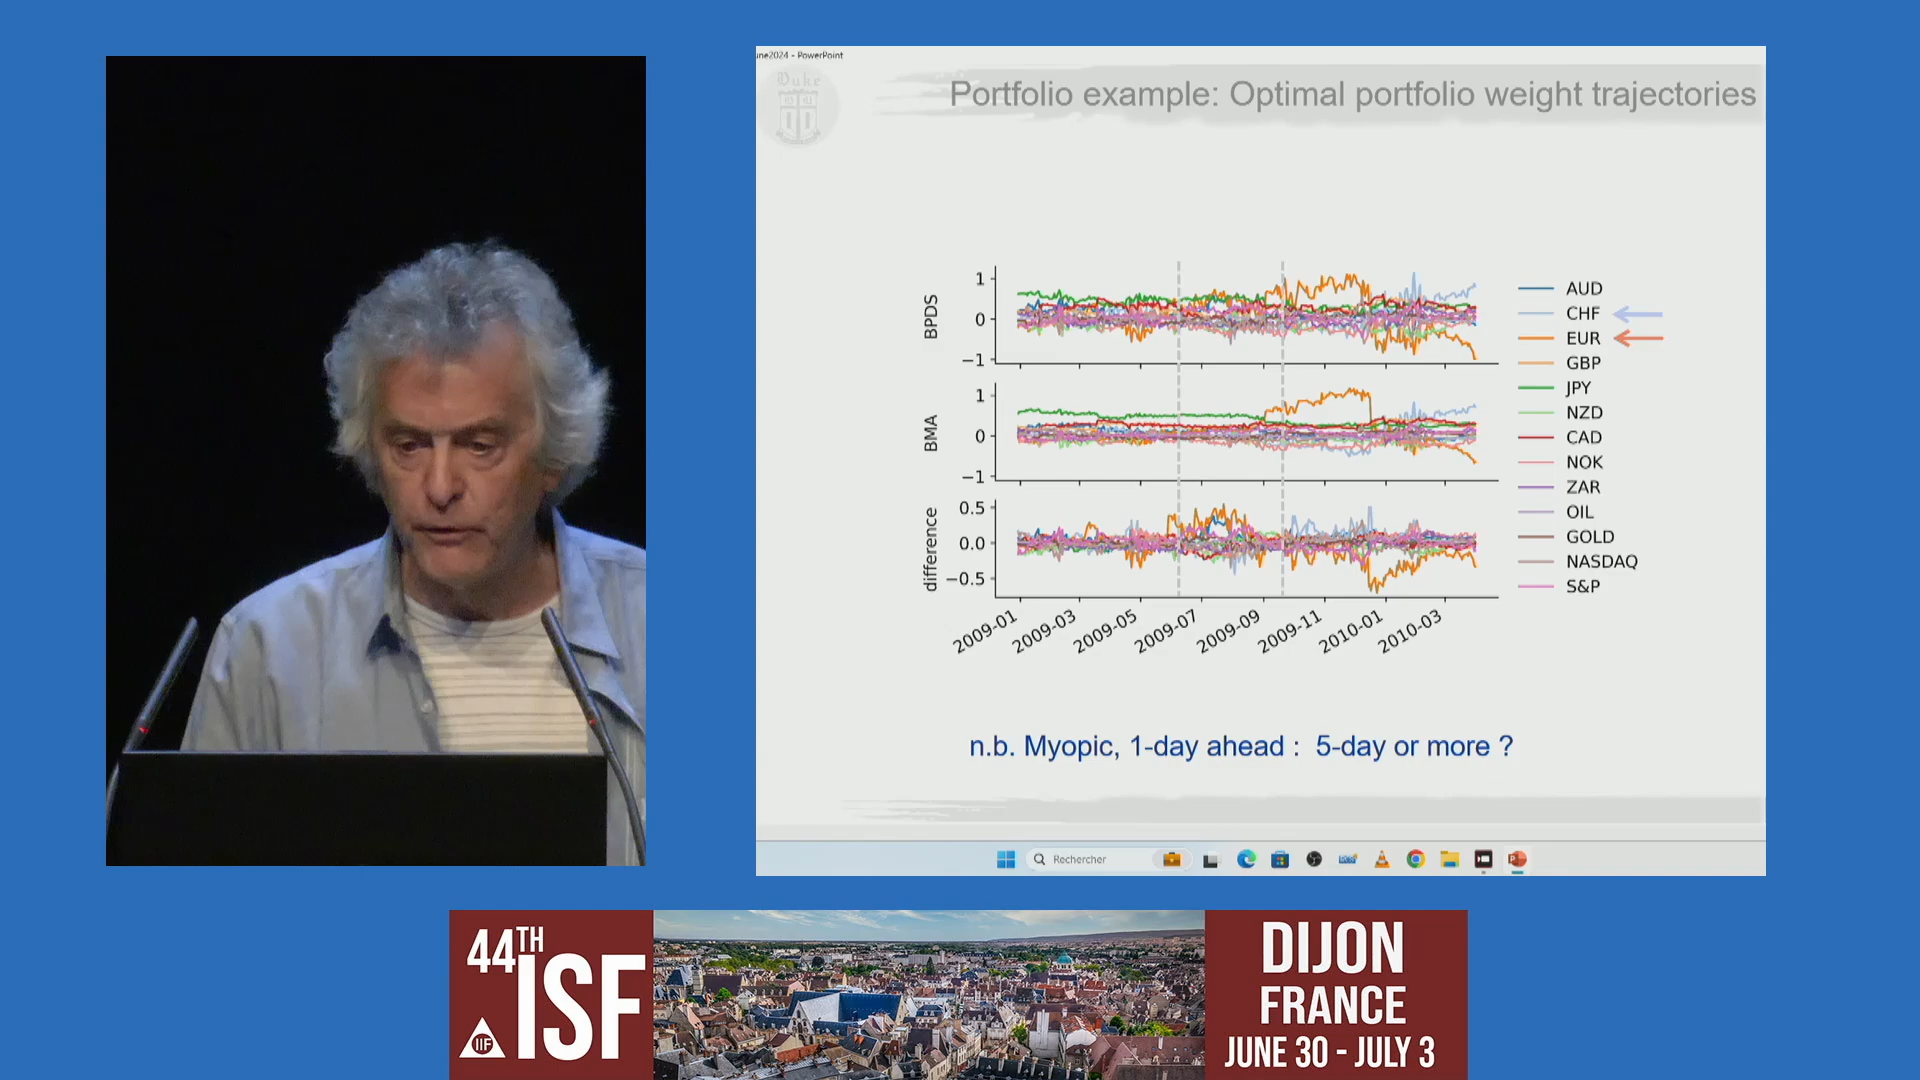 une2024 - PowerPoint
Duke
Portfolio example: Optimal portfolio weight trajectories
BPDS
1
0
−1
BMA
1
0
−1
difference
0.5
0.0
−0.5
2009-01
2009-03
2009-05
2009-07
2009-09
2009-11
2010-01
2010-03
AUD
CHF
EUR
GBP
JPY
NZD
CAD
NOK
ZAR
OIL
GOLD
NASDAQ
S&P
n.b. Myopic, 1-day ahead : 5-day or more ?
Rechercher
44TH
ISF
IIF
DIJON
FRANCE
JUNE 30 - JULY 3